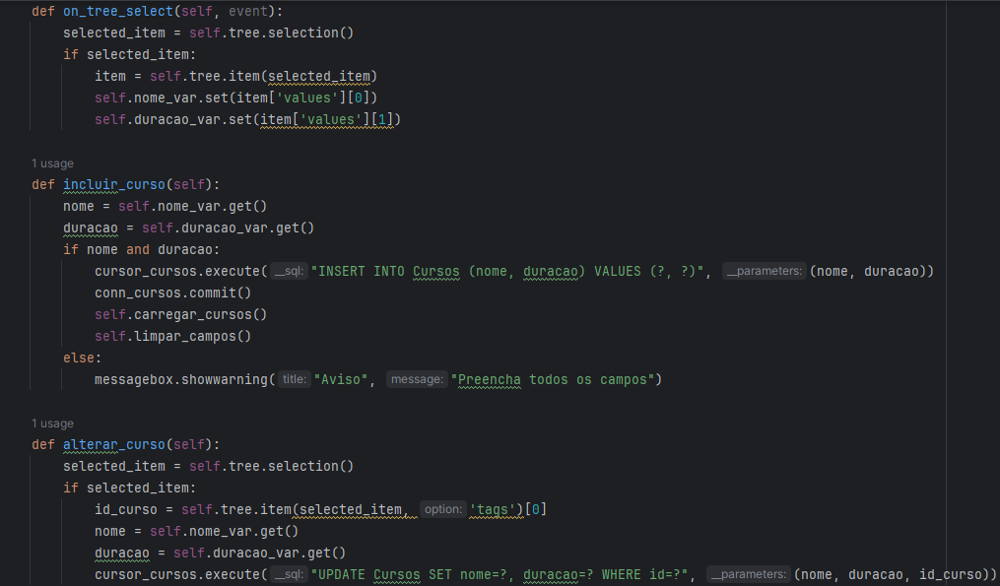 def on_tree_select(self, event):
    selected_item = self.tree.selection()
    if selected_item:
        item = self.tree.item(selected_item)
        self.nome_var.set(item['values'][0])
        self.duracao_var.set(item['values'][1])
1 usage
def incluir_curso(self):
    nome = self.nome_var.get()
    duracao = self.duracao_var.get()
    if nome and duracao:
        cursor_cursos.execute( __sql: "INSERT INTO Cursos (nome, duracao) VALUES (?, ?)", __parameters: (nome, duracao))
        conn_cursos.commit()
        self.carregar_cursos()
        self.limpar_campos()
    else:
        messagebox.showwarning( title: "Aviso", message: "Preencha todos os campos")
1 usage
def alterar_curso(self):
    selected_item = self.tree.selection()
    if selected_item:
        id_curso = self.tree.item(selected_item, option: 'tags')[0]
        nome = self.nome_var.get()
        duracao = self.duracao_var.get()
        cursor_cursos.execute( __sql: "UPDATE Cursos SET nome=?, duracao=? WHERE id=?", __parameters: (nome, duracao, id_curso))